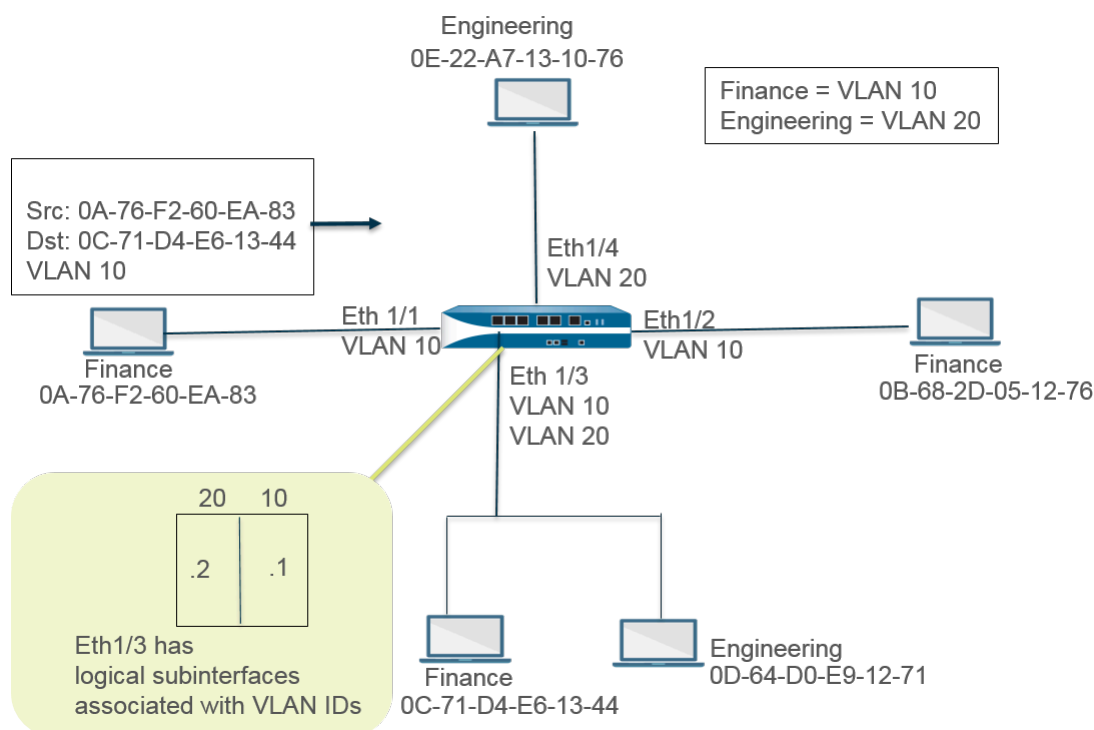 Engineering
0E-22-A7-13-10-76
Finance = VLAN 10
Engineering = VLAN 20
Src: 0A-76-F2-60-EA-83
Dst: 0C-71-D4-E6-13-44
VLAN 10
Eth1/4
VLAN 20
Eth 1/1
VLAN 10
Eth1/2
VLAN 10
Finance
0A-76-F2-60-EA-83
Finance
0B-68-2D-05-12-76
Eth 1/3
VLAN 10
VLAN 20
20 10
.2 .1
Eth1/3 has
logical subinterfaces
associated with VLAN IDs
Finance
0C-71-D4-E6-13-44
Engineering
0D-64-D0-E9-12-71